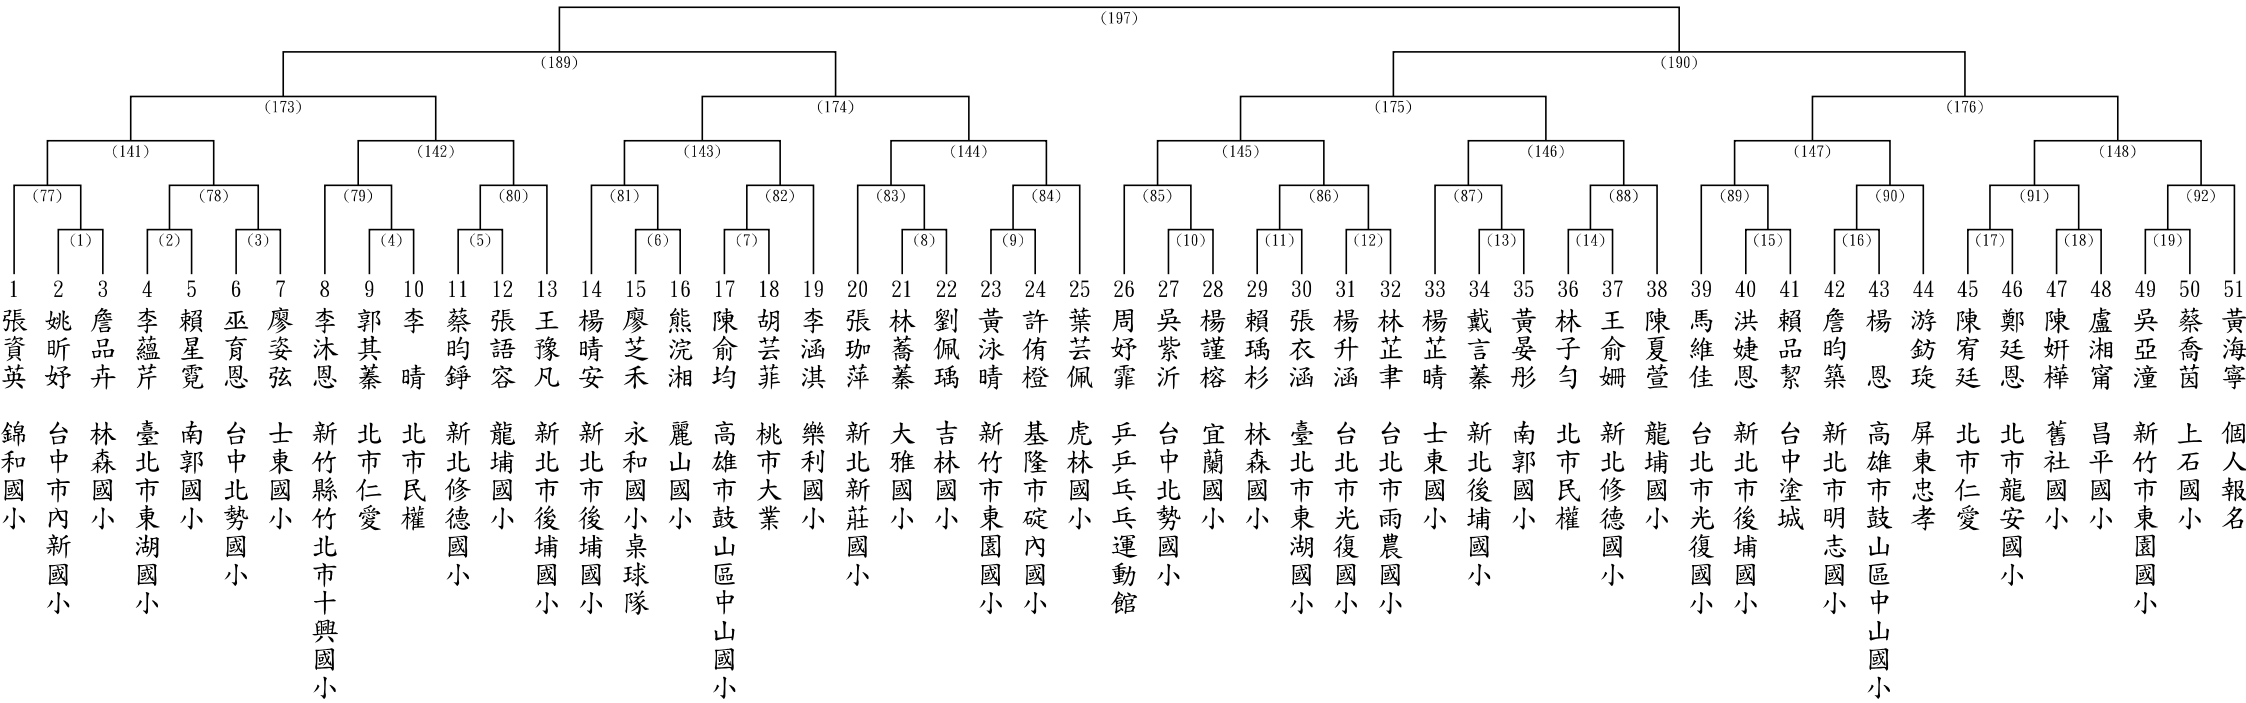 (197)
(189) (190)
(173) (174) (175) (176)
(141) (142) (143) (144) (145) (146) (147) (148)
(77) (78) (79) (80) (81) (82) (83) (84) (85) (86) (87) (88) (89) (90) (91) (92)
(1) (2) (3) (4) (5) (6) (7) (8) (9) (10) (11) (12) (13) (14) (15) (16) (17) (18) (19)
1 張資英 錦和國小
2 姚昕妤 台中市內新國小
3 詹品卉 林森國小
4 李蘊芹 臺北市東湖國小
5 賴星霓 南郭國小
6 巫育恩 台中北勢國小
7 廖姿弦 士東國小
8 李沐恩 新竹縣竹北市十興國小
9 郭其蓁 北市仁愛
10 李 晴 北市民權
11 蔡昀錚 新北修德國小
12 張語容 龍埔國小
13 王豫凡 新北市後埔國小
14 楊晴安 新北市後埔國小
15 廖芝禾 永和國小桌球隊
16 熊浣湘 麗山國小
17 陳俞均 高雄市鼓山區中山國小
18 胡芸菲 桃市大業
19 李涵淇 樂利國小
20 張珈萍 新北新莊國小
21 林蕎蓁 大雅國小
22 劉佩瑀 吉林國小
23 黃泳晴 新竹市東園國小
24 許侑橙 基隆市碇內國小
25 葉芸佩 虎林國小
26 周妤霏 乒乒乓乓運動館
27 吳紫沂 台中北勢國小
28 楊謹榕 宜蘭國小
29 賴瑀杉 林森國小
30 張衣涵 臺北市東湖國小
31 楊升涵 台北市光復國小
32 林芷聿 台北市雨農國小
33 楊芷晴 士東國小
34 戴言蓁 新北後埔國小
35 黃晏彤 南郭國小
36 林子勻 北市民權
37 王俞姍 新北修德國小
38 陳夏萱 龍埔國小
39 馬維佳 台北市光復國小
40 洪婕恩 新北市後埔國小
41 賴品絜 台中塗城
42 詹昀築 新北市明志國小
43 楊 恩 高雄市鼓山區中山國小
44 游鈁琁 屏東忠孝
45 陳宥廷 北市仁愛
46 鄭廷恩 北市龍安國小
47 陳妍樺 舊社國小
48 盧湘甯 昌平國小
49 吳亞潼 新竹市東園國小
50 蔡喬茵 上石國小
51 黃海寧 個人報名